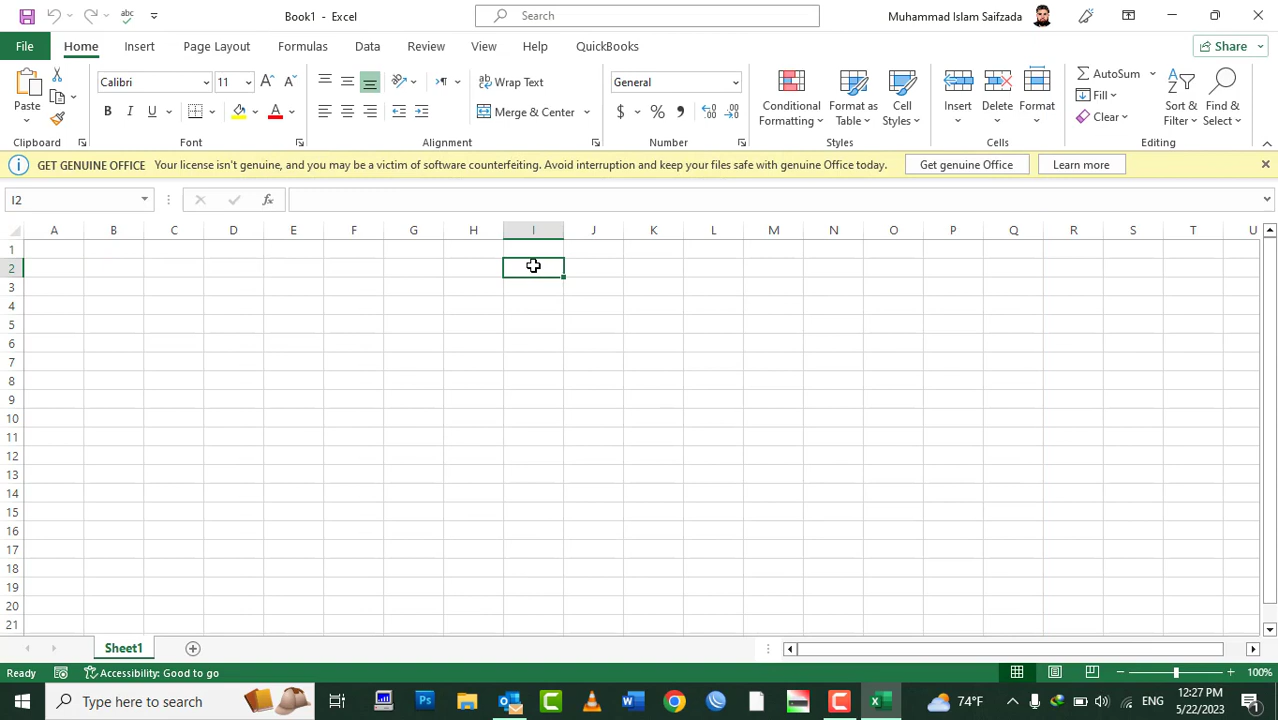 Book1 - Excel
Search
Muhammad Islam Saifzada
File Home Insert Page Layout Formulas Data Review View Help QuickBooks Share
Paste
Calibri 11
Wrap Text
Merge & Center
General
Conditional Formatting
Format as Table
Cell Styles
Insert Delete Format
AutoSum
Fill
Clear
Sort & Filter
Find & Select
Clipboard Font Alignment Number Styles Cells Editing
GET GENUINE OFFICE Your license isn't genuine, and you may be a victim of software counterfeiting. Avoid interruption and keep your files safe with genuine Office today. Get genuine Office Learn more
I2 fx
A B C D E F G H I J K L M N O P Q R S T U
1
2
3
4
5
6
7
8
9
10
11
12
13
14
15
16
17
18
19
20
21
Sheet1
Ready Accessibility: Good to go 100%
Type here to search 74°F ENG 12:27 PM
5/22/2023